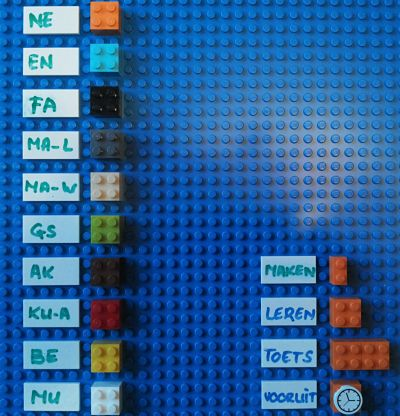 NE
EN
FA
MA-L
MA-W
GS
AK
KU-A
BE
MU
MAKEN
LEREN
TOETS
VOORUIT